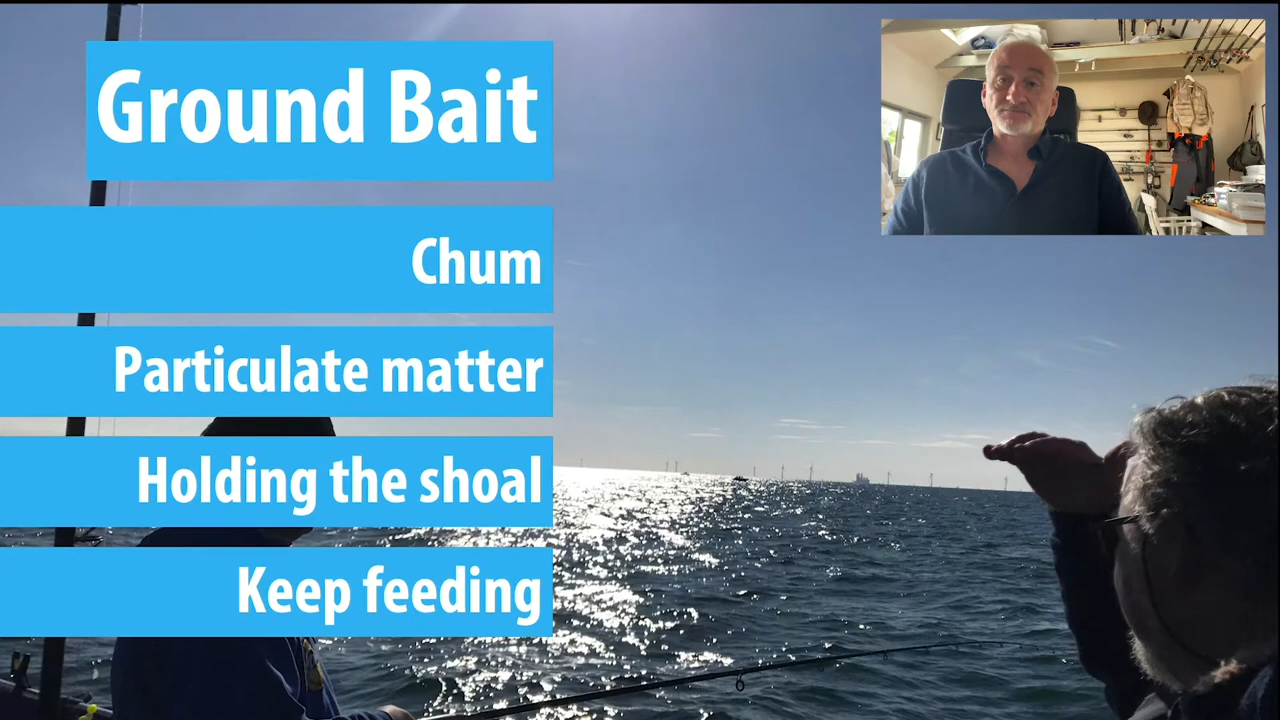 Ground Bait
Chum
Particulate matter
Holding the shoal
Keep feeding